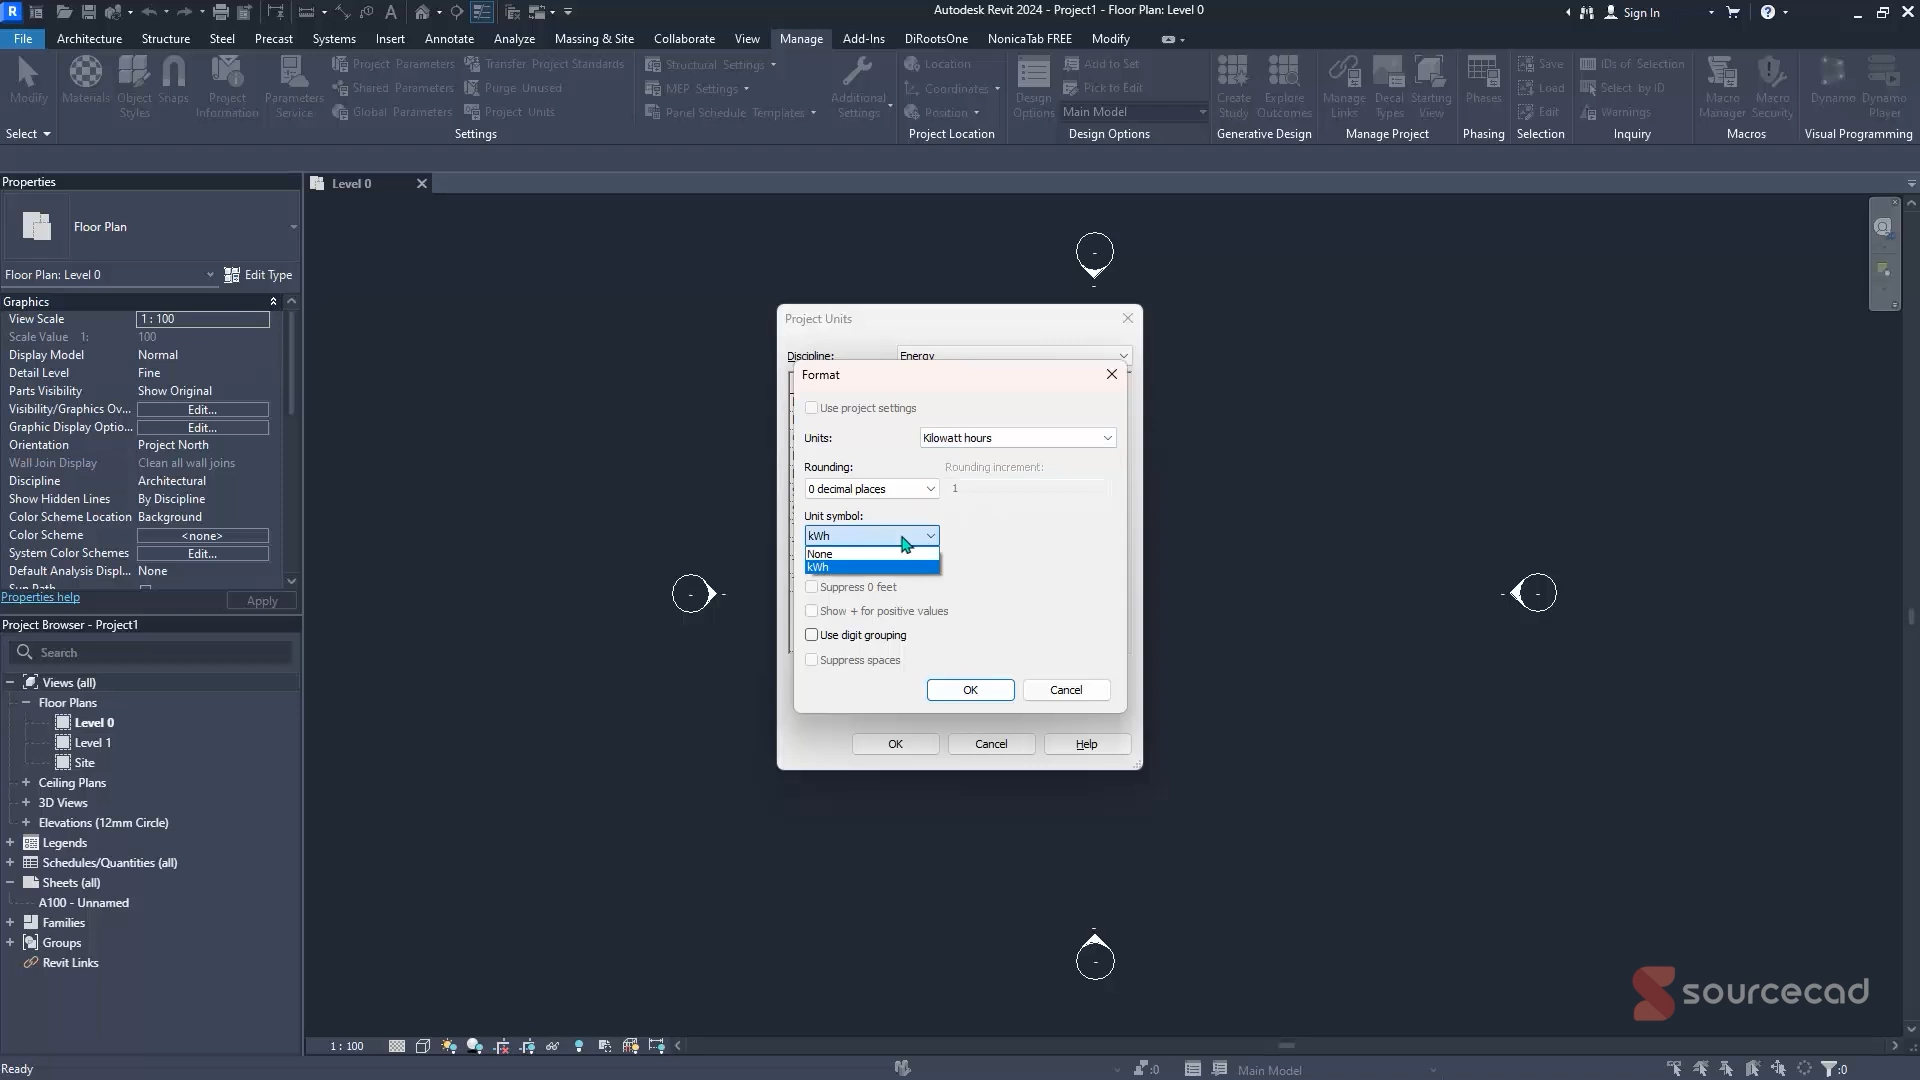 Autodesk Revit 2024 - Project1 - Floor Plan: Level 0
Sign In
File Architecture Structure Steel Precast Systems Insert Annotate Analyze Massing & Site Collaborate View Manage Add-Ins DiRootsOne NonicaTab FREE Modify
Modify
Materials
Object Styles
Snaps
Project Information
Parameters Service
Project Parameters
Shared Parameters
Global Parameters
Transfer Project Standards
Purge Unused
Project Units
Structural Settings
MEP Settings
Panel Schedule Templates
Additional Settings
Location
Coordinates
Position
Design Options
Add to Set
Pick to Edit
Main Model
Create Study
Explore Outcomes
Manage Links
Decal Types
Starting View
Phases
Save
Load
Edit
IDs of Selection
Select by ID
Warnings
Macro Manager
Macro Security
Dynamo
Dynamo Player
Select Settings Project Location Design Options Generative Design Manage Project Phasing Selection Inquiry Macros Visual Programming
Properties
Level 0
Floor Plan
Floor Plan: Level 0 Edit Type
Graphics
View Scale 1 : 100
Scale Value 1: 100
Display Model Normal
Detail Level Fine
Parts Visibility Show Original
Visibility/Graphics Ov... Edit...
Graphic Display Optio... Edit...
Orientation Project North
Wall Join Display Clean all wall joins
Discipline Architectural
Show Hidden Lines By Discipline
Color Scheme Location Background
Color Scheme <none>
System Color Schemes Edit...
Default Analysis Displ... None
Sun Path
Properties help Apply
Project Browser - Project1
Search
Views (all)
Floor Plans
Level 0
Level 1
Site
Ceiling Plans
3D Views
Elevations (12mm Circle)
Legends
Schedules/Quantities (all)
Sheets (all)
A100 - Unnamed
Families
Groups
Revit Links
Project Units
Discipline: Energy
Format
Use project settings
Units: Kilowatt hours
Rounding: Rounding increment:
0 decimal places 1
Unit symbol:
kWh
None
kWh
Suppress 0 feet
Show + for positive values
Use digit grouping
Suppress spaces
OK Cancel
OK Cancel Help
sourcecad
1 : 100
Ready
:0
Main Model
:0